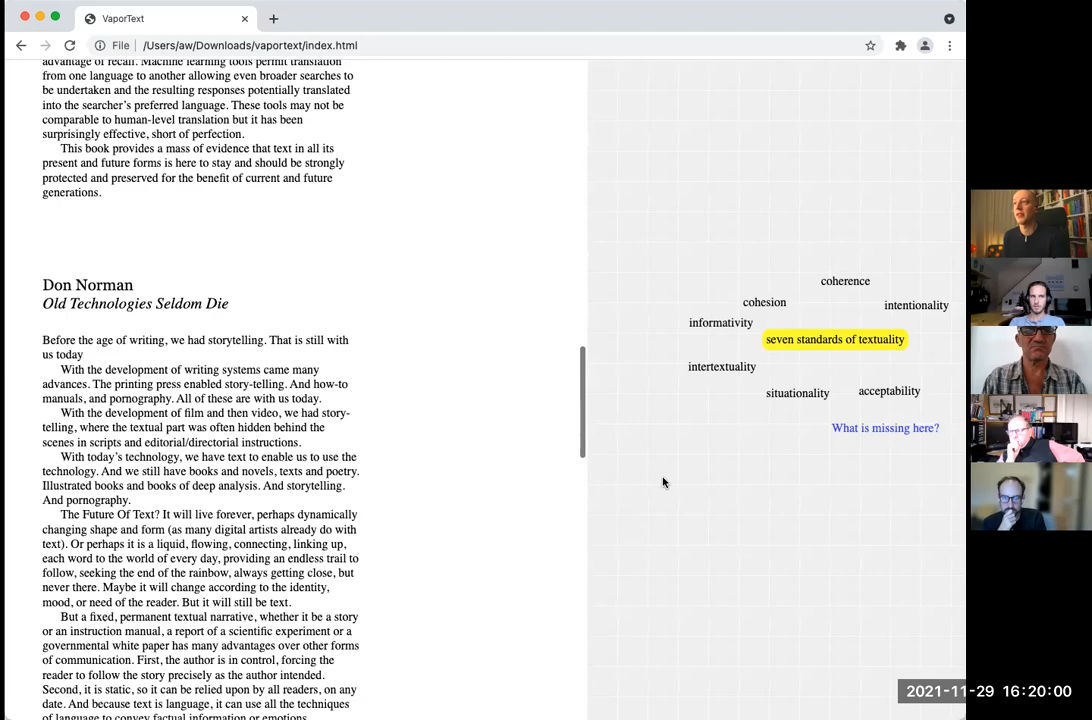 VaporText
File
/Users/aw/Downloads/vaportext/index.html
advantage of recall. Machine learning tools permit translation
from one language to another allowing even broader searches to
be undertaken and the resulting responses potentially translated
into the searcher's preferred language. These tools may not be
comparable to human-level translation but it has been
surprisingly effective, short of perfection.
This book provides a mass of evidence that text in all its
present and future forms is here to stay and should be strongly
protected and preserved for the benefit of current and future
generations.
Don Norman
Old Technologies Seldom Die
Before the age of writing, we had storytelling. That is still with
us today
With the development of writing systems came many
advances. The printing press enabled story-telling. And how-to
manuals, and pornography. All of these are with us today.
With the development of film and then video, we had story-
telling, where the textual part was often hidden behind the
scenes in scripts and editorial/directorial instructions.
With today's technology, we have text to enable us to use the
technology. And we still have books and novels, texts and poetry.
Illustrated books and books of deep analysis. And storytelling.
And pornography.
The Future Of Text? It will live forever, perhaps dynamically
changing shape and form (as many digital artists already do with
text). Or perhaps it is a liquid, flowing, connecting, linking up,
each word to the world of every day, providing an endless trail to
follow, seeking the end of the rainbow, always getting close, but
never there. Maybe it will change according to the identity,
mood, or need of the reader. But it will still be text.
But a fixed, permanent textual narrative, whether it be a story
or an instruction manual, a report of a scientific experiment or a
governmental white paper has many advantages over other forms
of communication. First, the author is in control, forcing the
reader to follow the story precisely as the author intended.
Second, it is static, so it can be relied upon by all readers, on any
date. And because text is language, it can use all the techniques
of language to convey factual information or emotions.
coherence
cohesion
intentionality
informativity
seven standards of textuality
intertextuality
situationality
acceptability
What is missing here?
2021-11-29 16:20:00